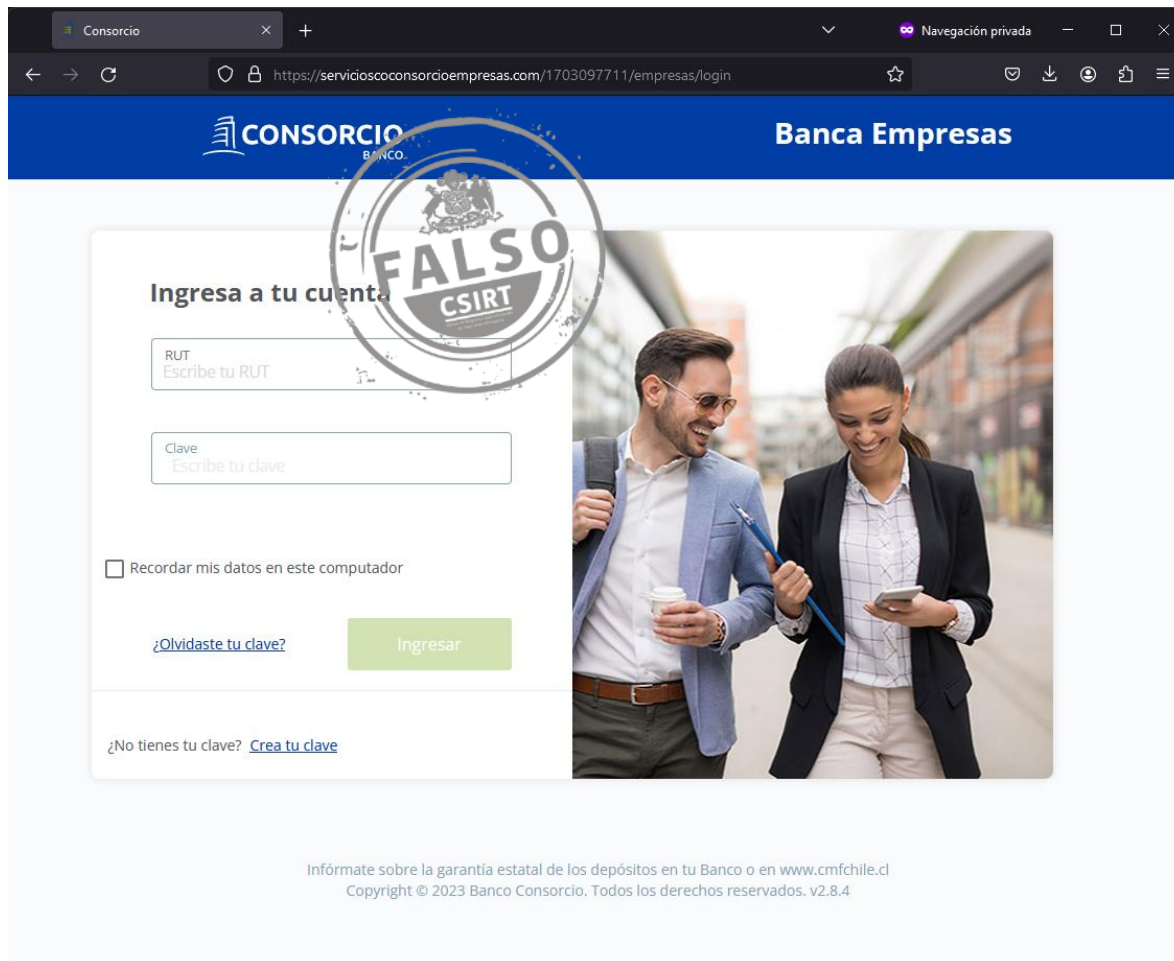 Consorcio
Navegación privada
https://servicioscoconsorcioempresas.com/1703097711/empresas/login
CONSORCIO
BANCO
Banca Empresas
FALSO
CSIRT
Ingresa a tu cuenta
RUT
Escribe tu RUT
Clave
Escribe tu clave
Recordar mis datos en este computador
¿Olvidaste tu clave?
Ingresar
¿No tienes tu clave? Crea tu clave
Infórmate sobre la garantía estatal de los depósitos en tu Banco o en www.cmfchile.cl
Copyright © 2023 Banco Consorcio. Todos los derechos reservados. v2.8.4